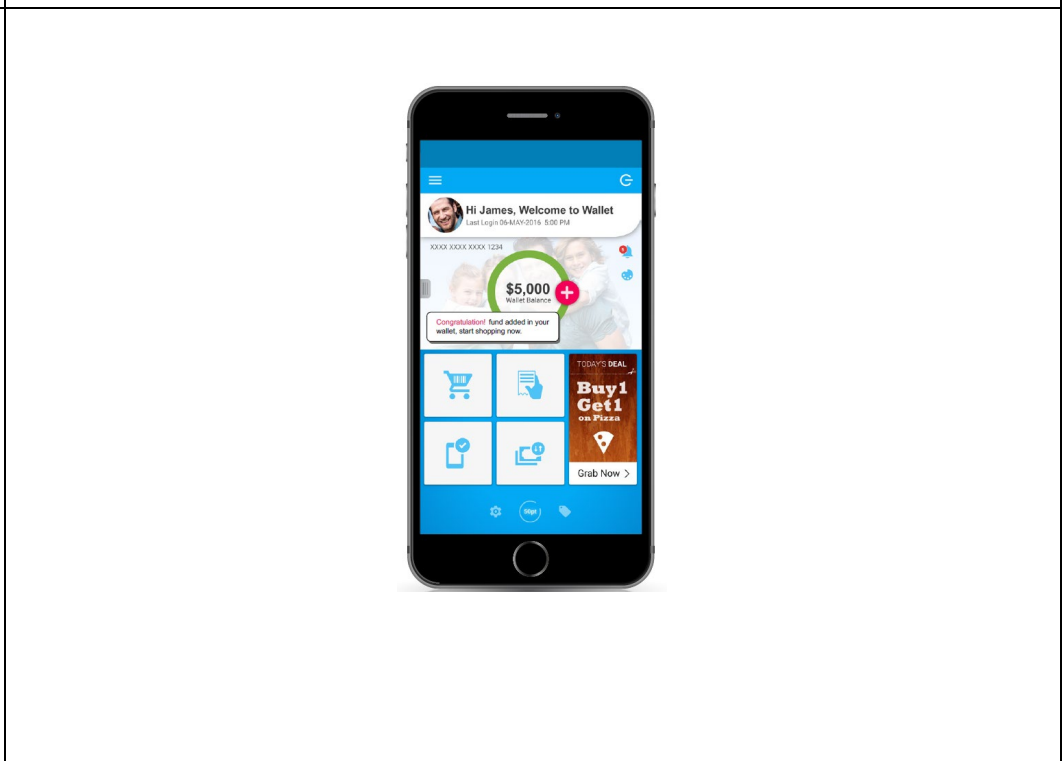 Hi James, Welcome to Wallet
Last Login 06-MAY-2016 5:00 PM
XXXX XXXX XXXX 1234
$5,000
Wallet Balance
Congratulation! fund added in your
wallet, start shopping now.
TODAY'S DEAL
Buy1
Get1
on Pizza
Grab Now >